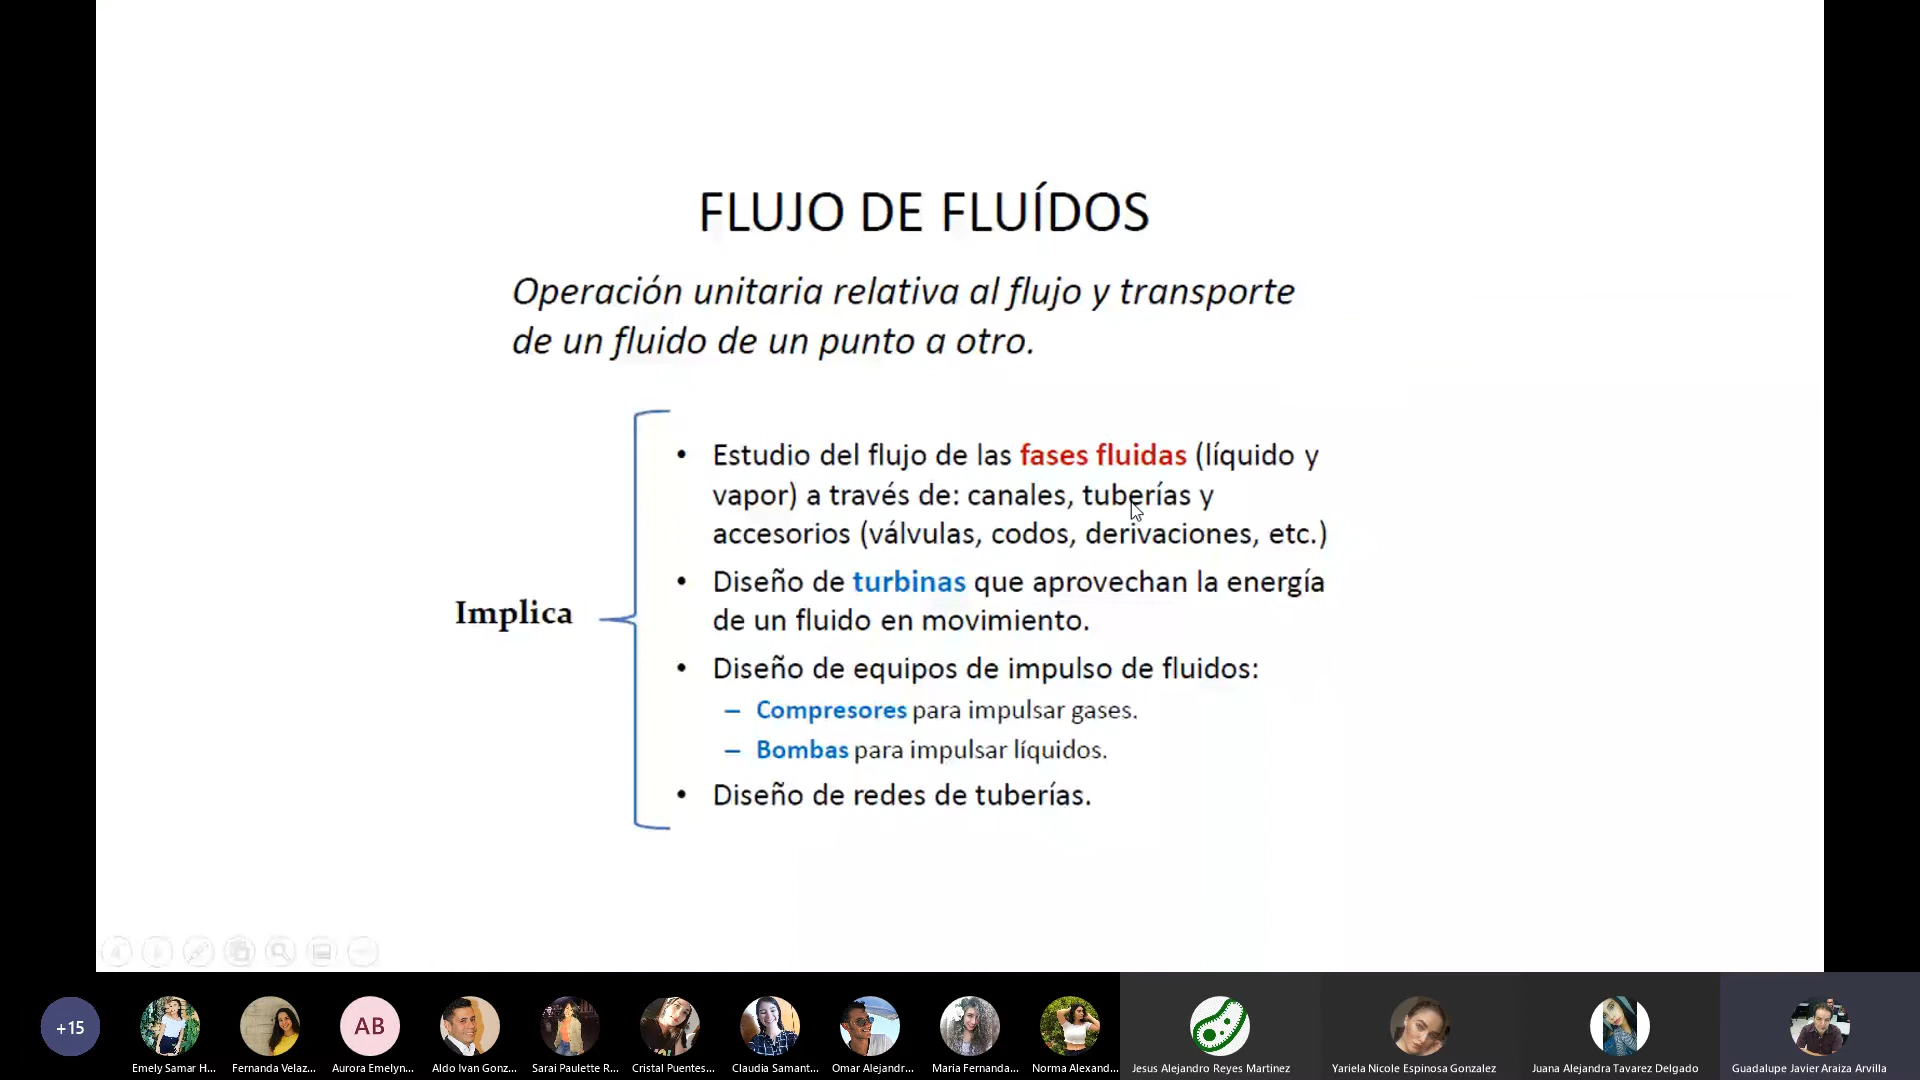 FLUJO DE FLUÍDOS
Operación unitaria relativa al flujo y transporte
de un fluido de un punto a otro.
Implica
• Estudio del flujo de las fases fluidas (líquido y
vapor) a través de: canales, tuberías y
accesorios (válvulas, codos, derivaciones, etc.)
• Diseño de turbinas que aprovechan la energía
de un fluido en movimiento.
• Diseño de equipos de impulso de fluidos:
– Compresores para impulsar gases.
– Bombas para impulsar líquidos.
• Diseño de redes de tuberías.
+15
AB
Emely Samar H...
Fernanda Velaz...
Aurora Emelyn...
Aldo Ivan Gonz...
Sarai Paulette R...
Cristal Puentes...
Claudia Samant...
Omar Alejandr...
Maria Fernanda...
Norma Alexand...
Jesus Alejandro Reyes Martinez
Yariela Nicole Espinosa Gonzalez
Juana Alejandra Tavarez Delgado
Guadalupe Javier Araiza Arvilla